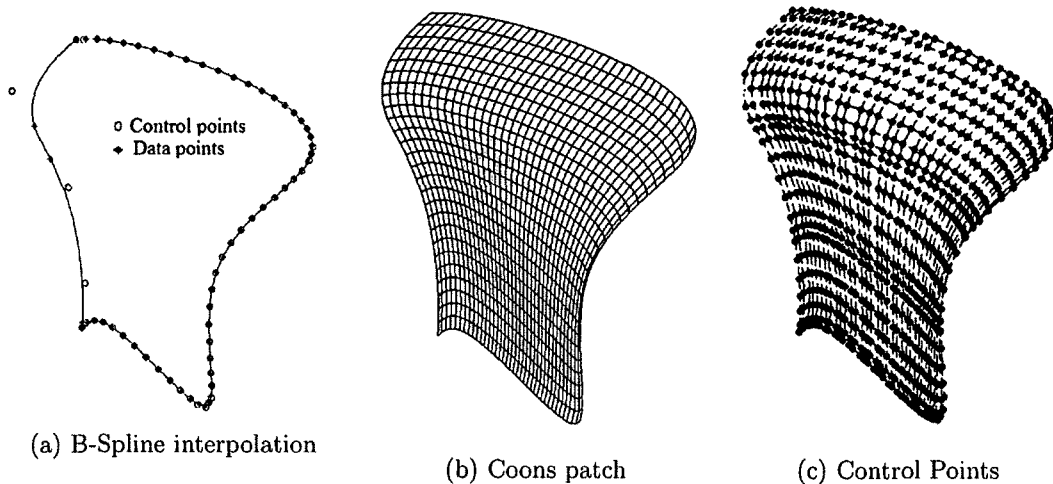 Control points
Data points
(a) B-Spline interpolation
(b) Coons patch
(c) Control Points